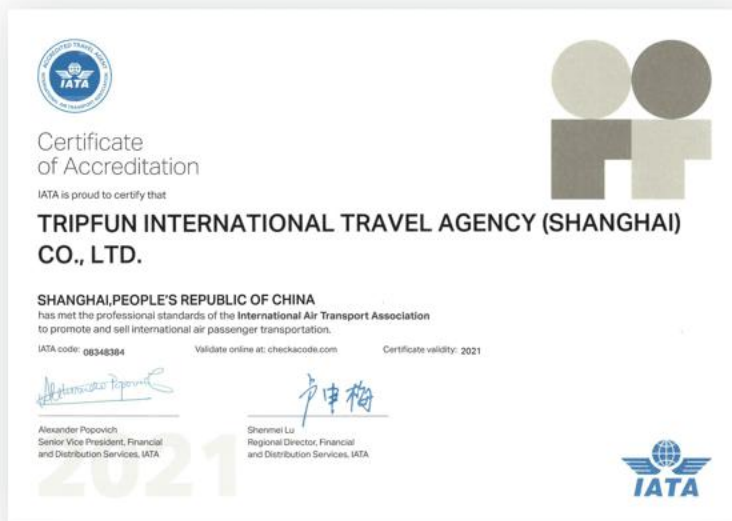 ACCREDITED TRAVEL AGENT
IATA
INTERNATIONAL AIR TRANSPORT ASSOCIATION
Certificate
of Accreditation
IATA is proud to certify that
TRIPFUN INTERNATIONAL TRAVEL AGENCY (SHANGHAI)
CO., LTD.
SHANGHAI,PEOPLE'S REPUBLIC OF CHINA
has met the professional standards of the International Air Transport Association
to promote and sell international air passenger transportation.
IATA code: 08348384 Validate online at: checkacode.com Certificate validity: 2021
Alexander Popovich
卢申梅
Alexander Popovich
Senior Vice President, Financial
and Distribution Services, IATA
Shenmei Lu
Regional Director, Financial
and Distribution Services, IATA
2021
IATA